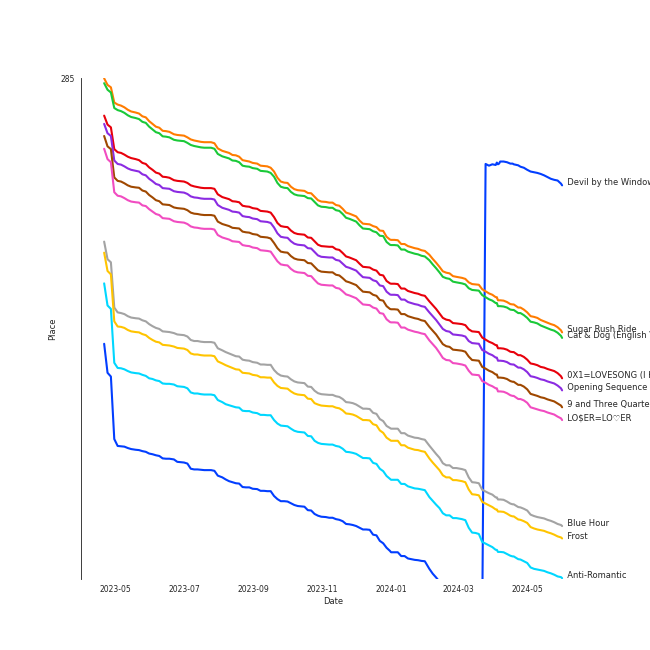 285
Place
Devil by the Window
Sugar Rush Ride
Cat & Dog (English
0X1=LOVESONG (I
Opening Sequence
9 and Three Quarte
LO$ER=LO♡ER
Blue Hour
Frost
Anti-Romantic
2023-05 2023-07 2023-09 2023-11 2024-01 2024-03 2024-05
Date